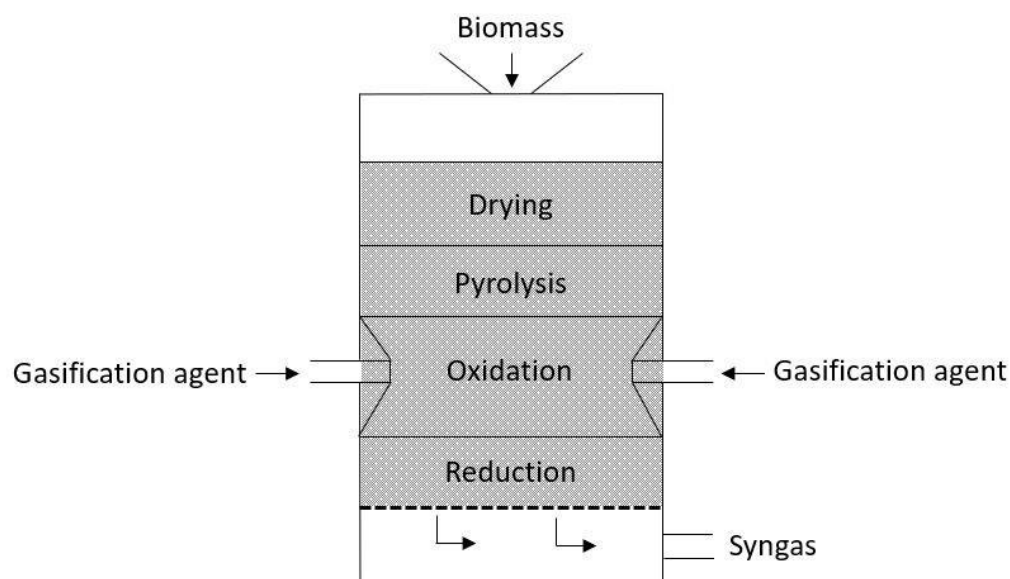 Biomass
Drying
Pyrolysis
Gasification agent
Oxidation
Gasification agent
Reduction
Syngas